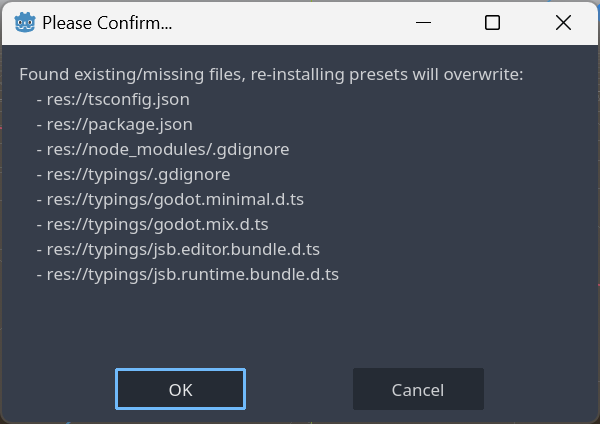 Please Confirm...
Found existing/missing files, re-installing presets will overwrite:
- res://tsconfig.json
- res://package.json
- res://node_modules/.gdignore
- res://typings/.gdignore
- res://typings/godot.minimal.d.ts
- res://typings/godot.mix.d.ts
- res://typings/jsb.editor.bundle.d.ts
- res://typings/jsb.runtime.bundle.d.ts
OK Cancel